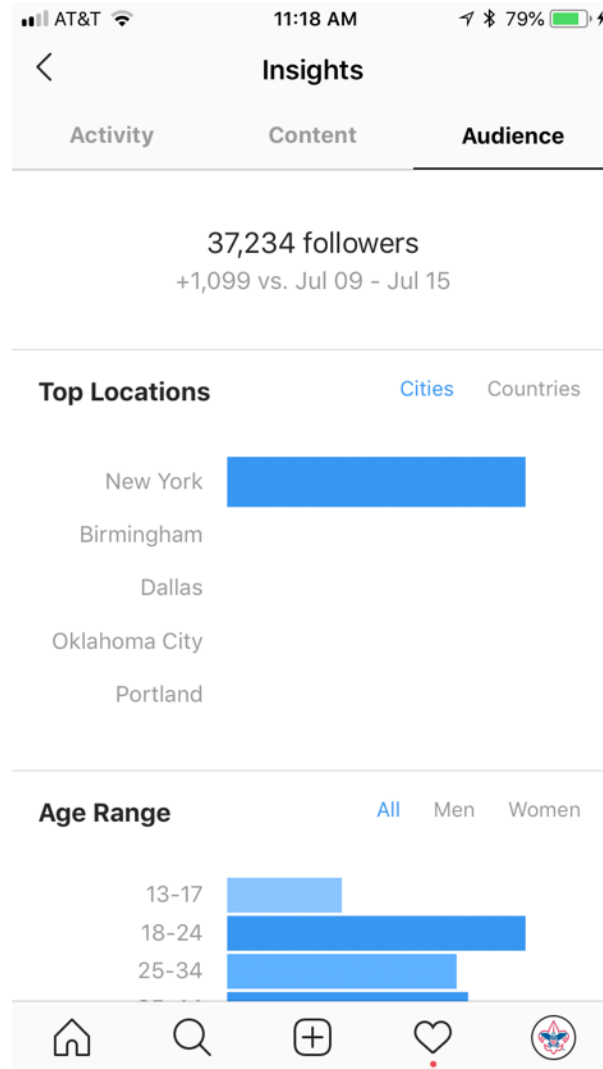 AT&T 11:18 AM 79%
Insights
Activity Content Audience
37,234 followers
+1,099 vs. Jul 09 - Jul 15
Top Locations Cities Countries
New York
Birmingham
Dallas
Oklahoma City
Portland
Age Range All Men Women
13-17
18-24
25-34